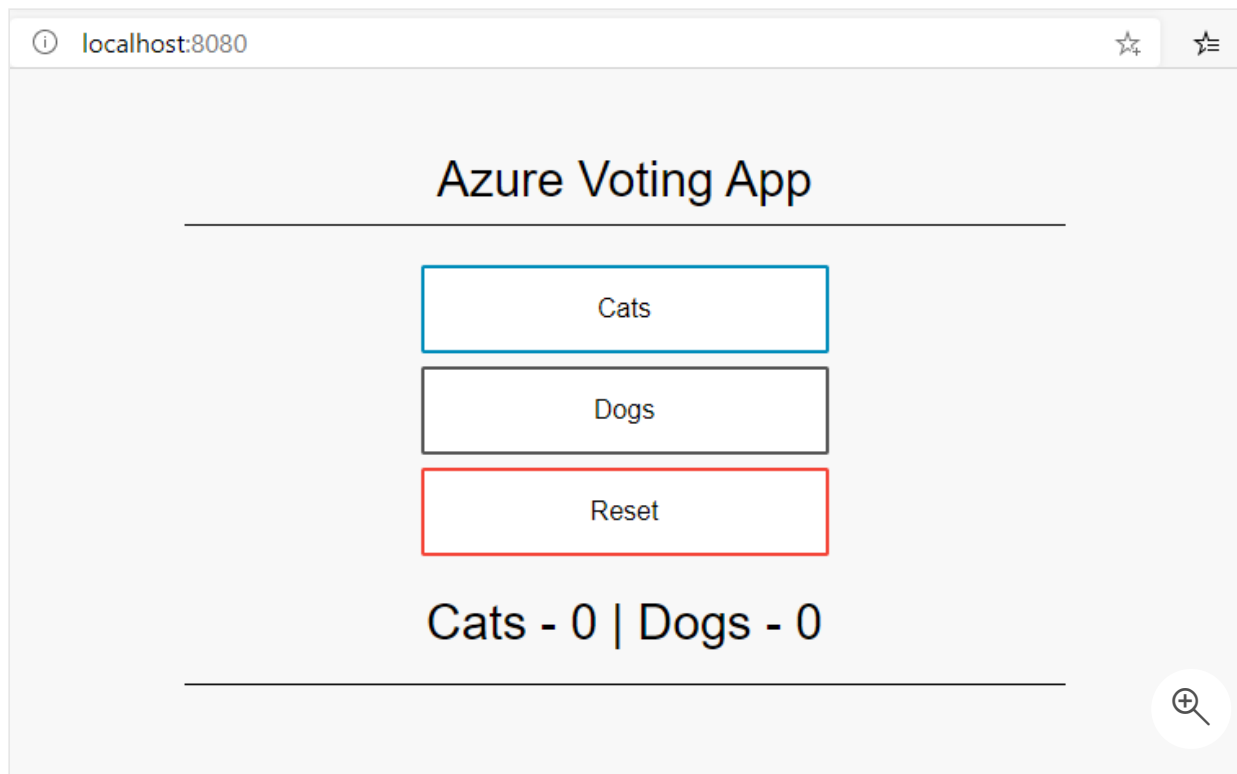 localhost:8080
Azure Voting App
Cats
Dogs
Reset
Cats - 0 | Dogs - 0